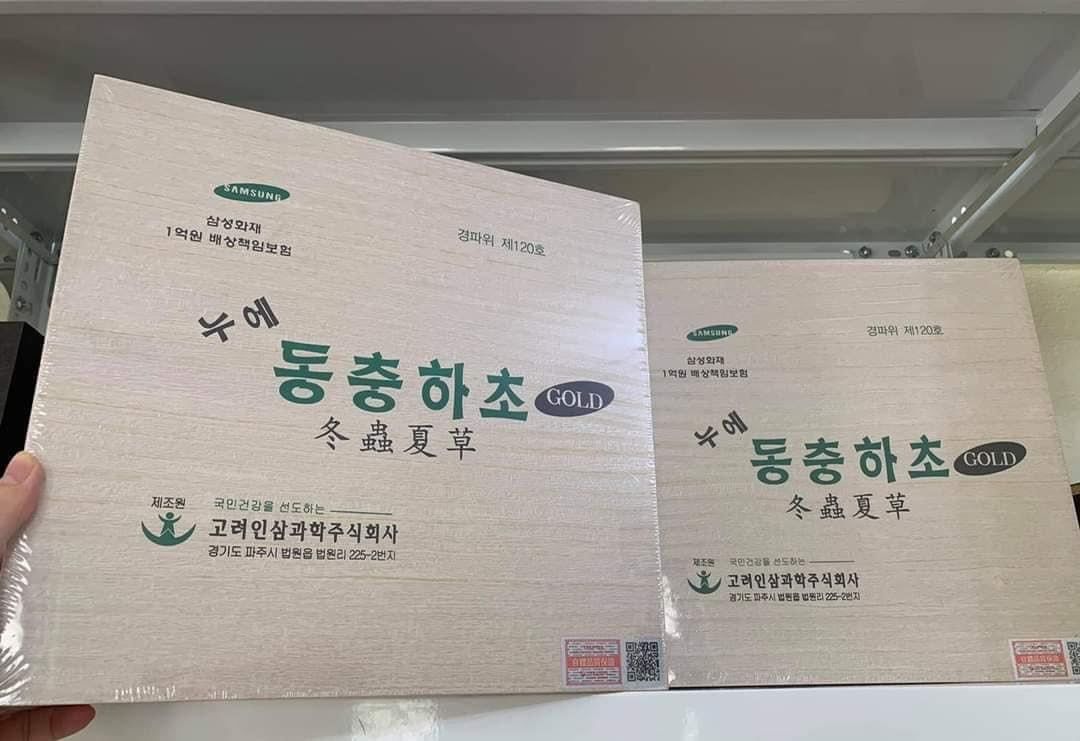 SAMSUNG
삼성화재
1억원 배상책임보험
경파위 제120호
누에
동충하초 GOLD
冬蟲夏草
제조원
국민건강을 선도하는
고려인삼과학주식회사
경기도 파주시 법원읍 법원리 225-2번지
SAMSUNG
삼성화재
1억원 배상책임보험
경파위 제120호
누에
동충하초 GOLD
冬蟲夏草
제조원
국민건강을 선도하는
고려인삼과학주식회사
경기도 파주시 법원읍 법원리 225-2번지